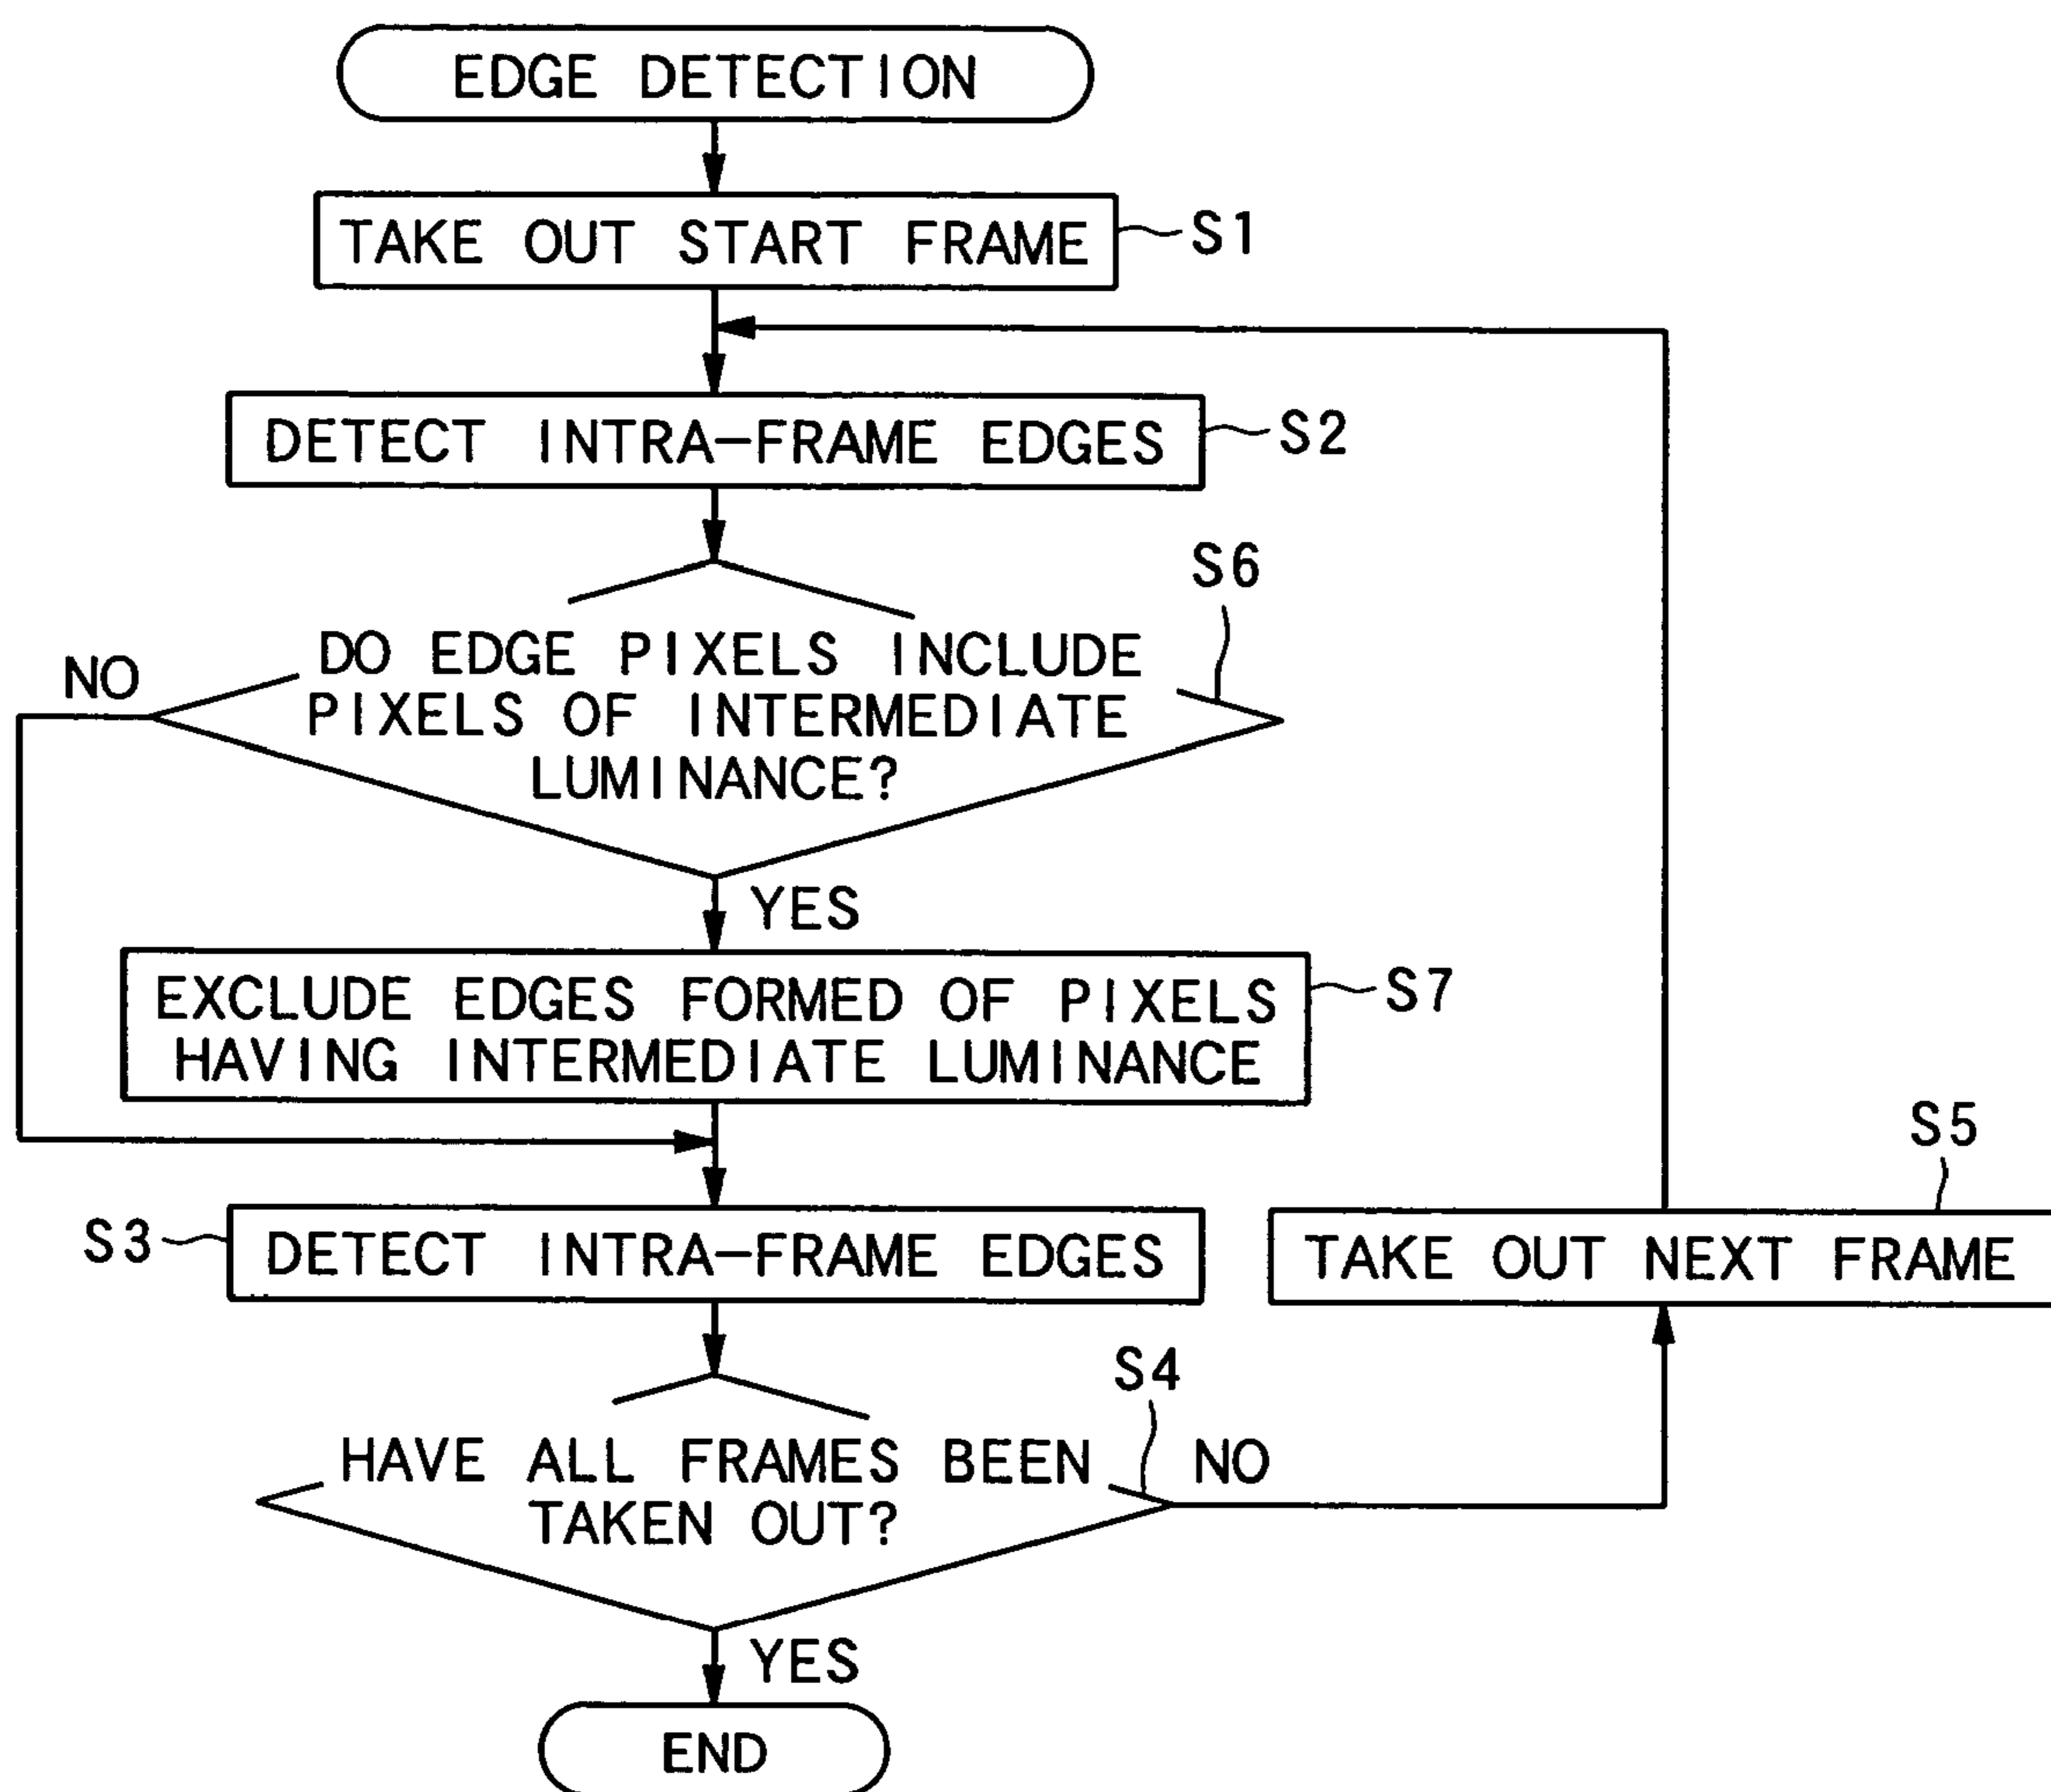 EDGE DETECTION
TAKE OUT START FRAME
S1
DETECT INTRA-FRAME EDGES
S2
S6
DO EDGE PIXELS INCLUDE
PIXELS OF INTERMEDIATE
LUMINANCE?
NO
YES
EXCLUDE EDGES FORMED OF PIXELS
HAVING INTERMEDIATE LUMINANCE
S7
S5
S3
DETECT INTRA-FRAME EDGES
TAKE OUT NEXT FRAME
S4
HAVE ALL FRAMES BEEN
TAKEN OUT?
NO
YES
END